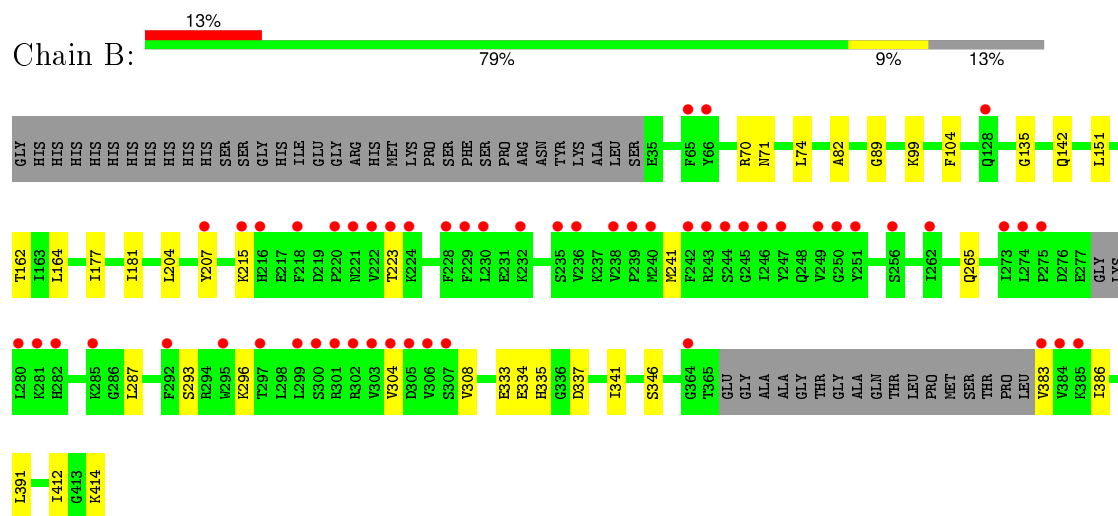 13%
Chain B:
79% 9% 13%
GLY HIS HIS HIS HIS HIS HIS HIS HIS HIS HIS SER SER GLY HIS ILE GLU GLY ARG HIS MET LYS PRO SER PHE SER PRO ARG ASN TYR LYS ALA LEU SER E35 F65 Y66 R70 N71 L74 A82 G89 K99 F104 Q128 G135 Q142 L151
T162 I163 L164 I177 I181 L204 Y207 K215 H216 E217 F218 D219 P220 N221 V222 T223 K224 F228 F229 L230 E231 K232 S235 V236 K237 V238 P239 M240 M241 F242 R243 S244 G245 I246 Y247 Q248 V249 G250 Y251 S256 I262 Q265 I273 L274 P275 D276 E277 GLY LYS
L280 K281 H282 K285 G286 L287 F292 S293 R294 W295 K296 T297 L298 L299 S300 R301 R302 V303 V304 D305 V306 S307 V308 E333 E334 H335 G336 D337 I341 S346 G364 T365 GLU GLY ALA ALA GLY THR GLY ALA GLN THR LEU PRO MET SER THR PRO LEU V383 V384 K385 I386
L391 I412 G413 K414